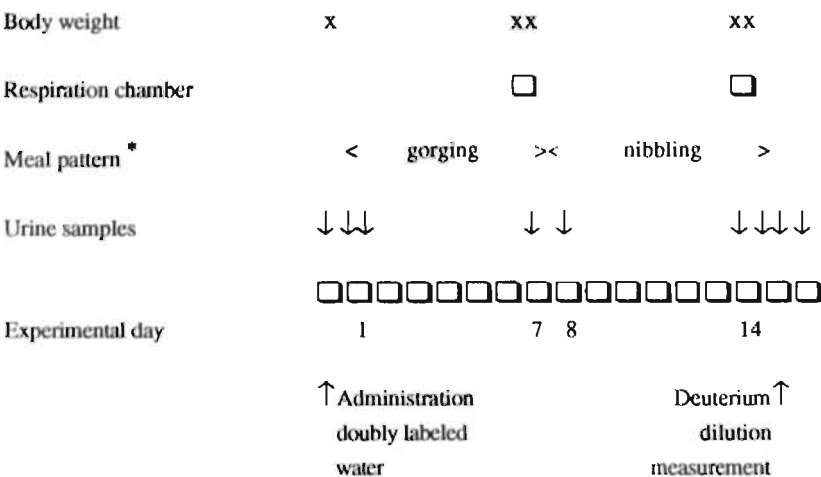 Body weight x xx xx
Respiration chamber
Meal pattern * < gorging >< nibbling >
Urine samples ↓ ↓↓↓ ↓ ↓ ↓↓↓↓
Experimental day 1 7 8 14
↑ Administration Deuterium ↑
doubly labeled dilution
water measurement